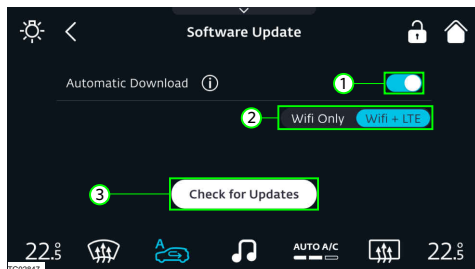 Software Update
Automatic Download
1
2
Wifi Only Wifi + LTE
3
Check for Updates
22.5 A AUTO A/C 22.5
TC02847